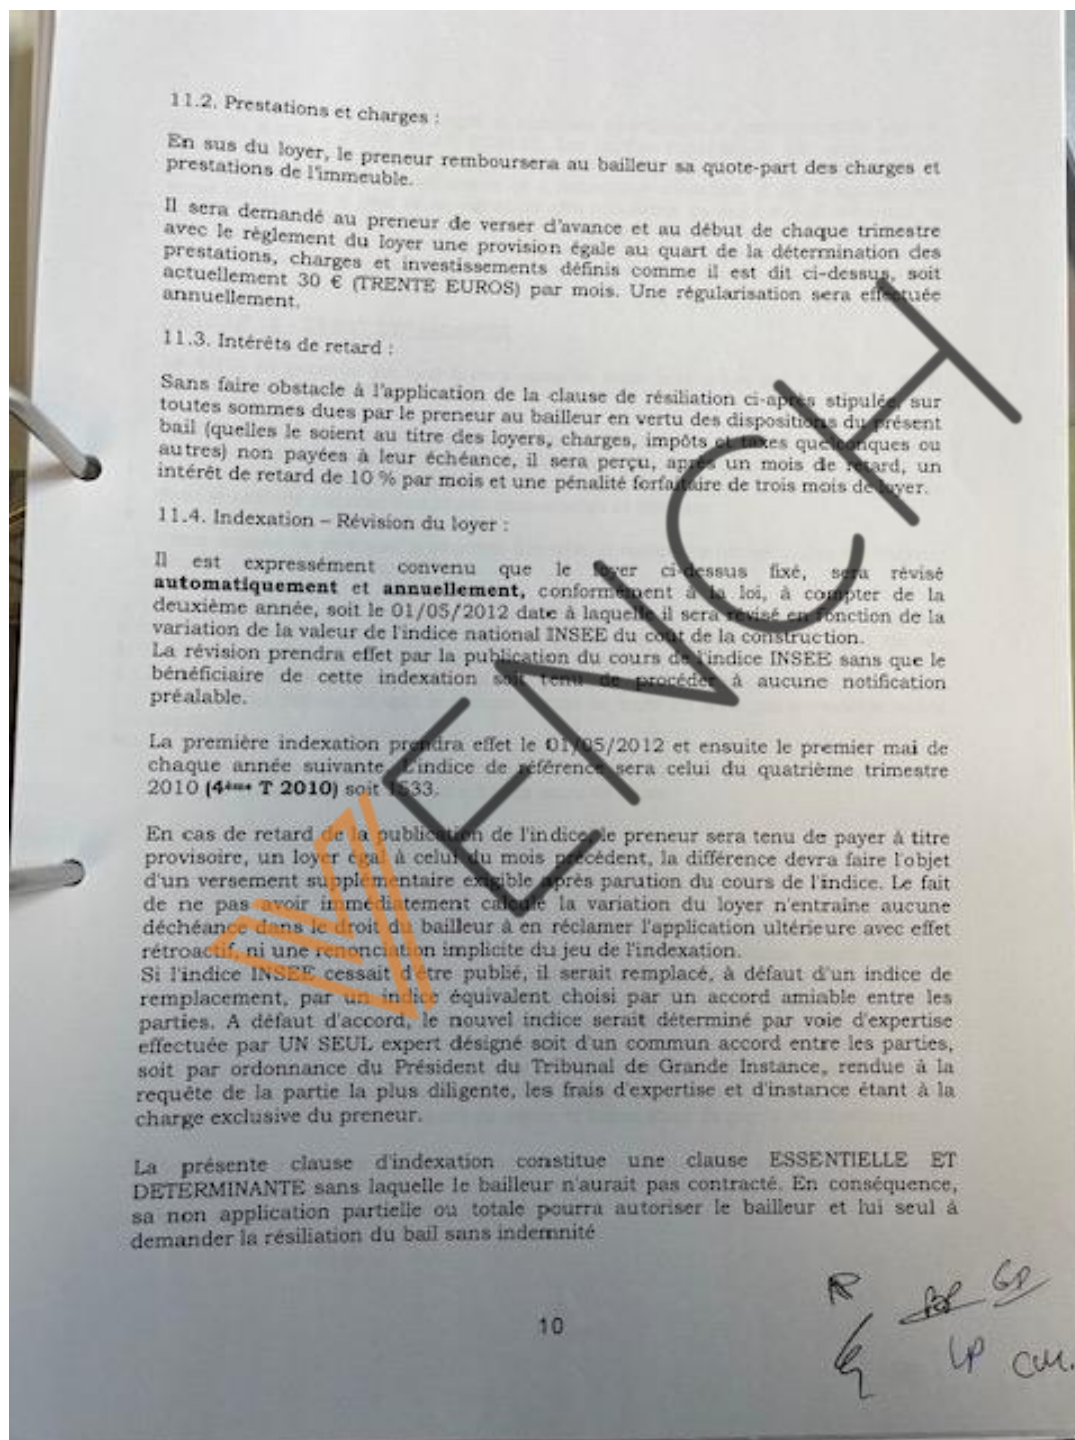 11.2. Prestations et charges :
En sus du loyer, le preneur remboursera au bailleur sa quote-part des charges et
prestations de l'immeuble.
Il sera demandé au preneur de verser d'avance et au début de chaque trimestre
avec le règlement du loyer une provision égale au quart de la détermination des
prestations, charges et investissements définis comme il est dit ci-dessus, soit
actuellement 30 € (TRENTE EUROS) par mois. Une régularisation sera effectuée
annuellement.
11.3. Intérêts de retard :
Sans faire obstacle à l'application de la clause de résiliation ci-après stipulée, sur
toutes sommes dues par le preneur au bailleur en vertu des dispositions du présent
bail (quelles le soient au titre des loyers, charges, impôts et taxes quelconques ou
autres) non payées à leur échéance, il sera perçu, après un mois de retard, un
intérêt de retard de 10 % par mois et une pénalité forfaitaire de trois mois de loyer.
11.4. Indexation – Révision du loyer :
Il est expressément convenu que le loyer ci-dessus fixé, sera révisé
automatiquement et annuellement, conformément à la loi, à compter de la
deuxième année, soit le 01/05/2012 date à laquelle il sera révisé en fonction de la
variation de la valeur de l'indice national INSEE du coût de la construction.
La révision prendra effet par la publication du cours de l'indice INSEE sans que le
bénéficiaire de cette indexation soit tenu de procéder à aucune notification
préalable.
La première indexation prendra effet le 01/05/2012 et ensuite le premier mai de
chaque année suivante. L'indice de référence sera celui du quatrième trimestre
2010 (4ème T 2010) soit 1533.
En cas de retard de la publication de l'indice, le preneur sera tenu de payer à titre
provisoire, un loyer égal à celui du mois précédent, la différence devra faire l'objet
d'un versement supplémentaire exigible après parution du cours de l'indice. Le fait
de ne pas avoir immédiatement calculé la variation du loyer n'entraîne aucune
déchéance dans le droit du bailleur à en réclamer l'application ultérieure avec effet
rétroactif, ni une renonciation implicite du jeu de l'indexation.
Si l'indice INSEE cessait d'être publié, il serait remplacé, à défaut d'un indice de
remplacement, par un indice équivalent choisi par un accord amiable entre les
parties. A défaut d'accord, le nouvel indice serait déterminé par voie d'expertise
effectuée par UN SEUL expert désigné soit d'un commun accord entre les parties,
soit par ordonnance du Président du Tribunal de Grande Instance, rendue à la
requête de la partie la plus diligente, les frais d'expertise et d'instance étant à la
charge exclusive du preneur.
La présente clause d'indexation constitue une clause ESSENTIELLE ET
DETERMINANTE sans laquelle le bailleur n'aurait pas contracté. En conséquence,
sa non application partielle ou totale pourra autoriser le bailleur et lui seul à
demander la résiliation du bail sans indemnité
10
GP
LP
VENCH